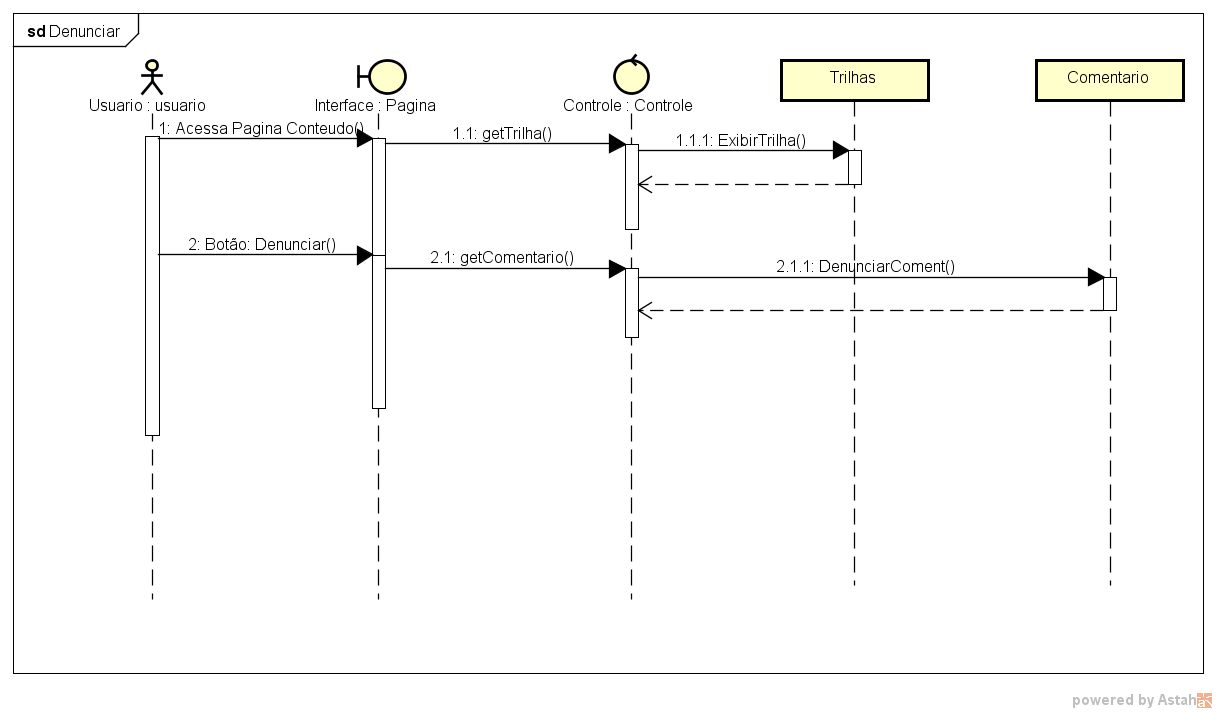 sd Denunciar
Usuario : usuario
Interface : Pagina
Controle : Controle
Trilhas
Comentario
1: Acessa Pagina Conteudo()
1.1: getTrilha()
1.1.1: ExibirTrilha()
2: Botão: Denunciar()
2.1: getComentario()
2.1.1: DenunciarComent()
powered by Astah